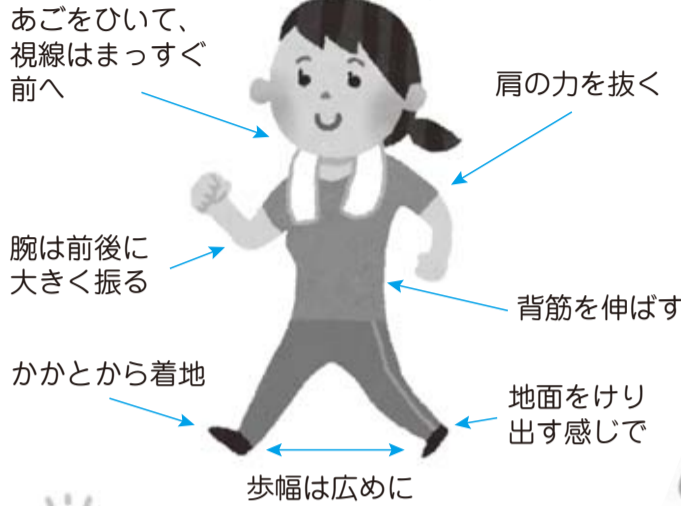 あごをひいて、
視線はまっすぐ
前へ
肩の力を抜く
腕は前後に
大きく振る
背筋を伸ばす
かかとから着地
地面をけり
出す感じで
歩幅は広めに